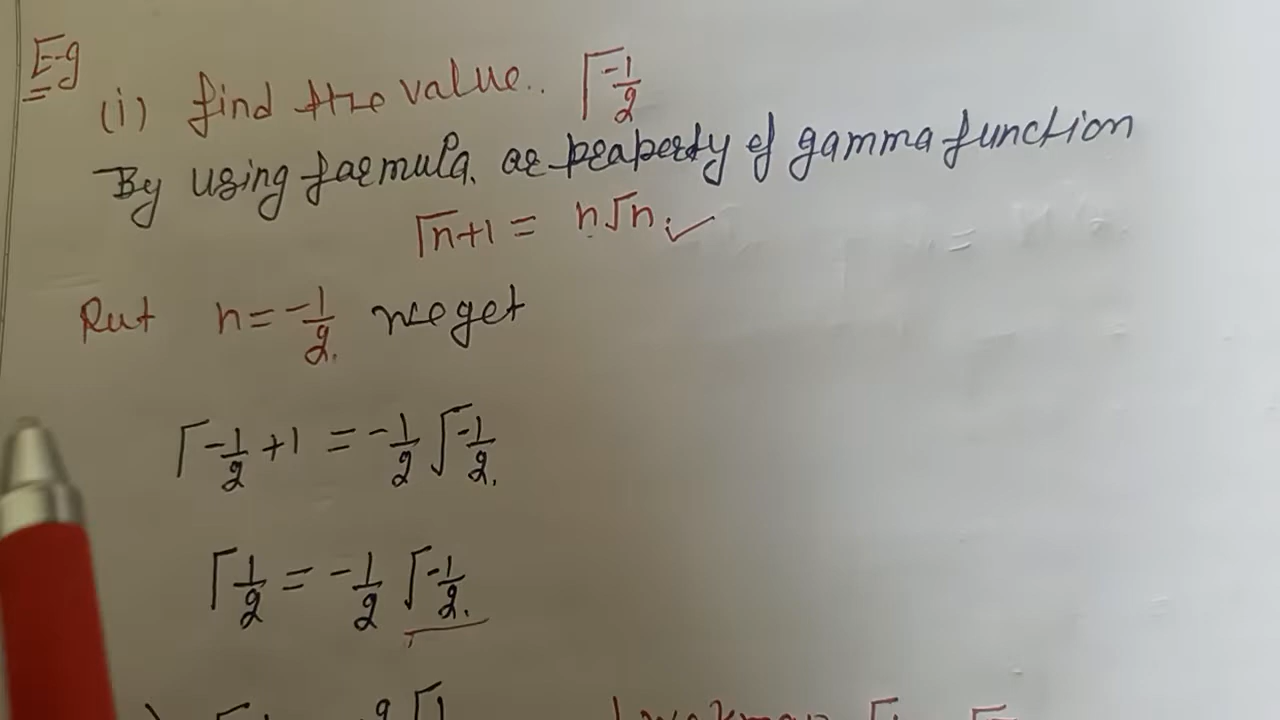 Eg
(i) find the value.. Γ-1/2
By using formula. or property of gamma function
Γn+1 = nΓn.✓
Put n=-1/2. we get
Γ-1/2+1 = -1/2 Γ-1/2.
Γ1/2 = -1/2 Γ-1/2.